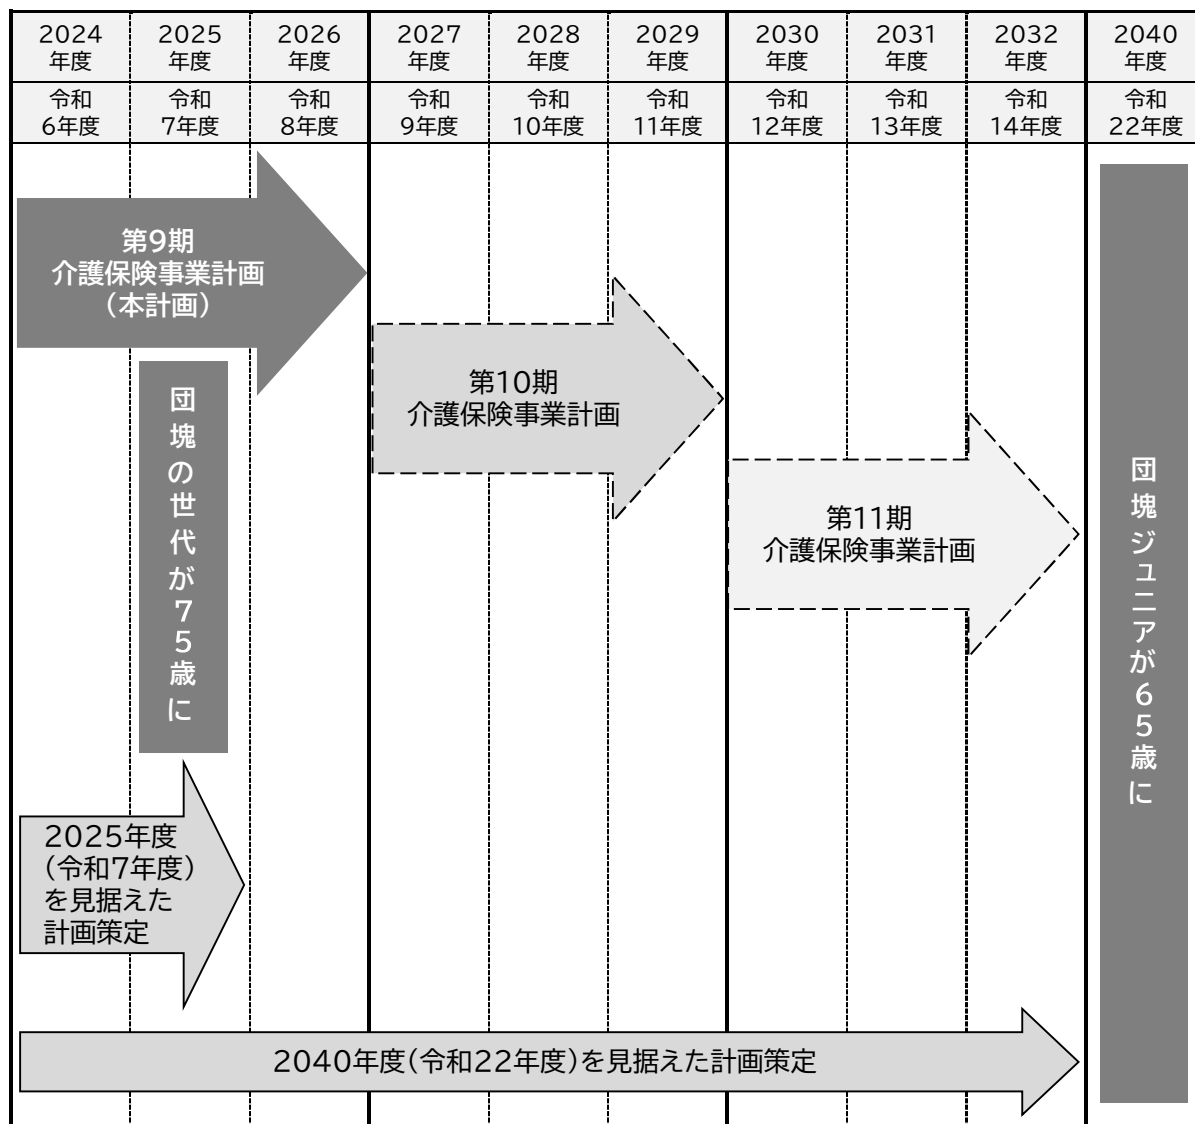 2024
年度
2025
年度
2026
年度
2027
年度
2028
年度
2029
年度
2030
年度
2031
年度
2032
年度
2040
年度
令和
6年度
令和
7年度
令和
8年度
令和
9年度
令和
10年度
令和
11年度
令和
12年度
令和
13年度
令和
14年度
令和
22年度
第9期
介護保険事業計画
（本計画）
第10期
介護保険事業計画
第11期
介護保険事業計画
団塊の世代が７５歳に
団塊ジュニアが６５歳に
2025年度
(令和7年度)
を見据えた
計画策定
2040年度(令和22年度)を見据えた計画策定